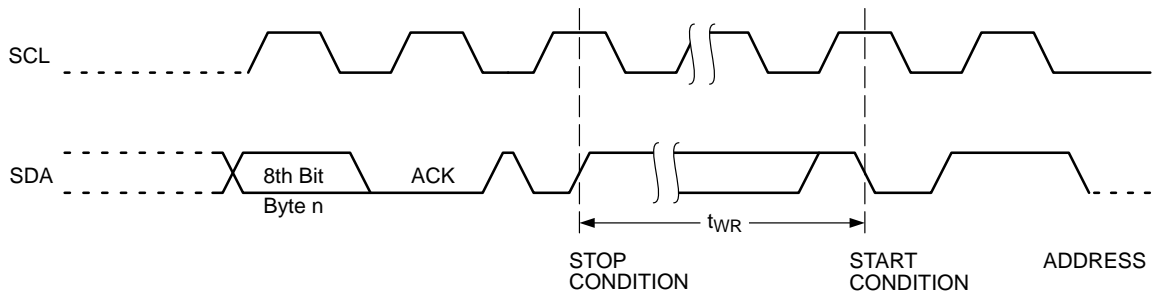 SCL
SDA
8th Bit
Byte n
ACK
tWR
STOP
CONDITION
START
CONDITION
ADDRESS